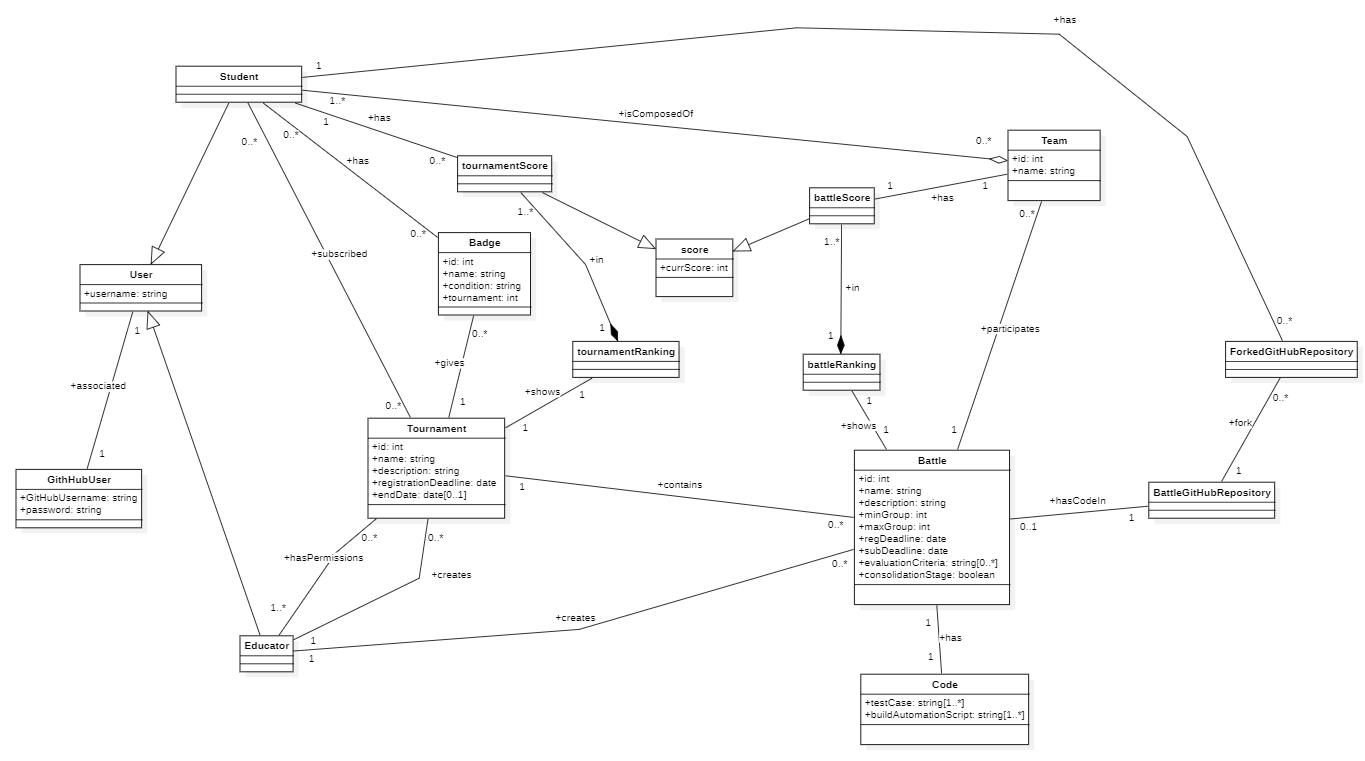 +has
1
Student
1..*
+isComposedOf
0..*
1
+has
0..*
0..*
+has
0..*
Team
+id: int
+name: string
tournamentScore
1
battleScore
1
+has
0..*
1..*
1..*
0..*
Badge
+id: int
+name: string
+condition: string
+tournament: int
score
+currScore: int
+subscribed
+in
User
+username: string
+in
1
0..*
1
1
+participates
0..*
tournamentRanking
battleRanking
ForkedGitHubRepository
+gives
+associated
+shows
1
1
1
0..*
0..*
1
+shows
1
1
+fork
Tournament
+id: int
+name: string
+description: string
+registrationDeadline: date
+endDate: date[0..1]
1
1
Battle
+id: int
+name: string
+description: string
+minGroup: int
+maxGroup: int
+regDeadline: date
+subDeadline: date
+evaluationCriteria: string[0..*]
+consolidationStage: boolean
1
GithHubUser
+GitHubUsername: string
+password: string
+contains
1
0..*
BattleGitHubRepository
+hasCodeIn
0..1
1
0..*
0..*
+hasPermissions
+creates
0..*
1..*
+creates
1
1
Educator
1
+has
1
Code
+testCase: string[1..*]
+buildAutomationScript: string[1..*]